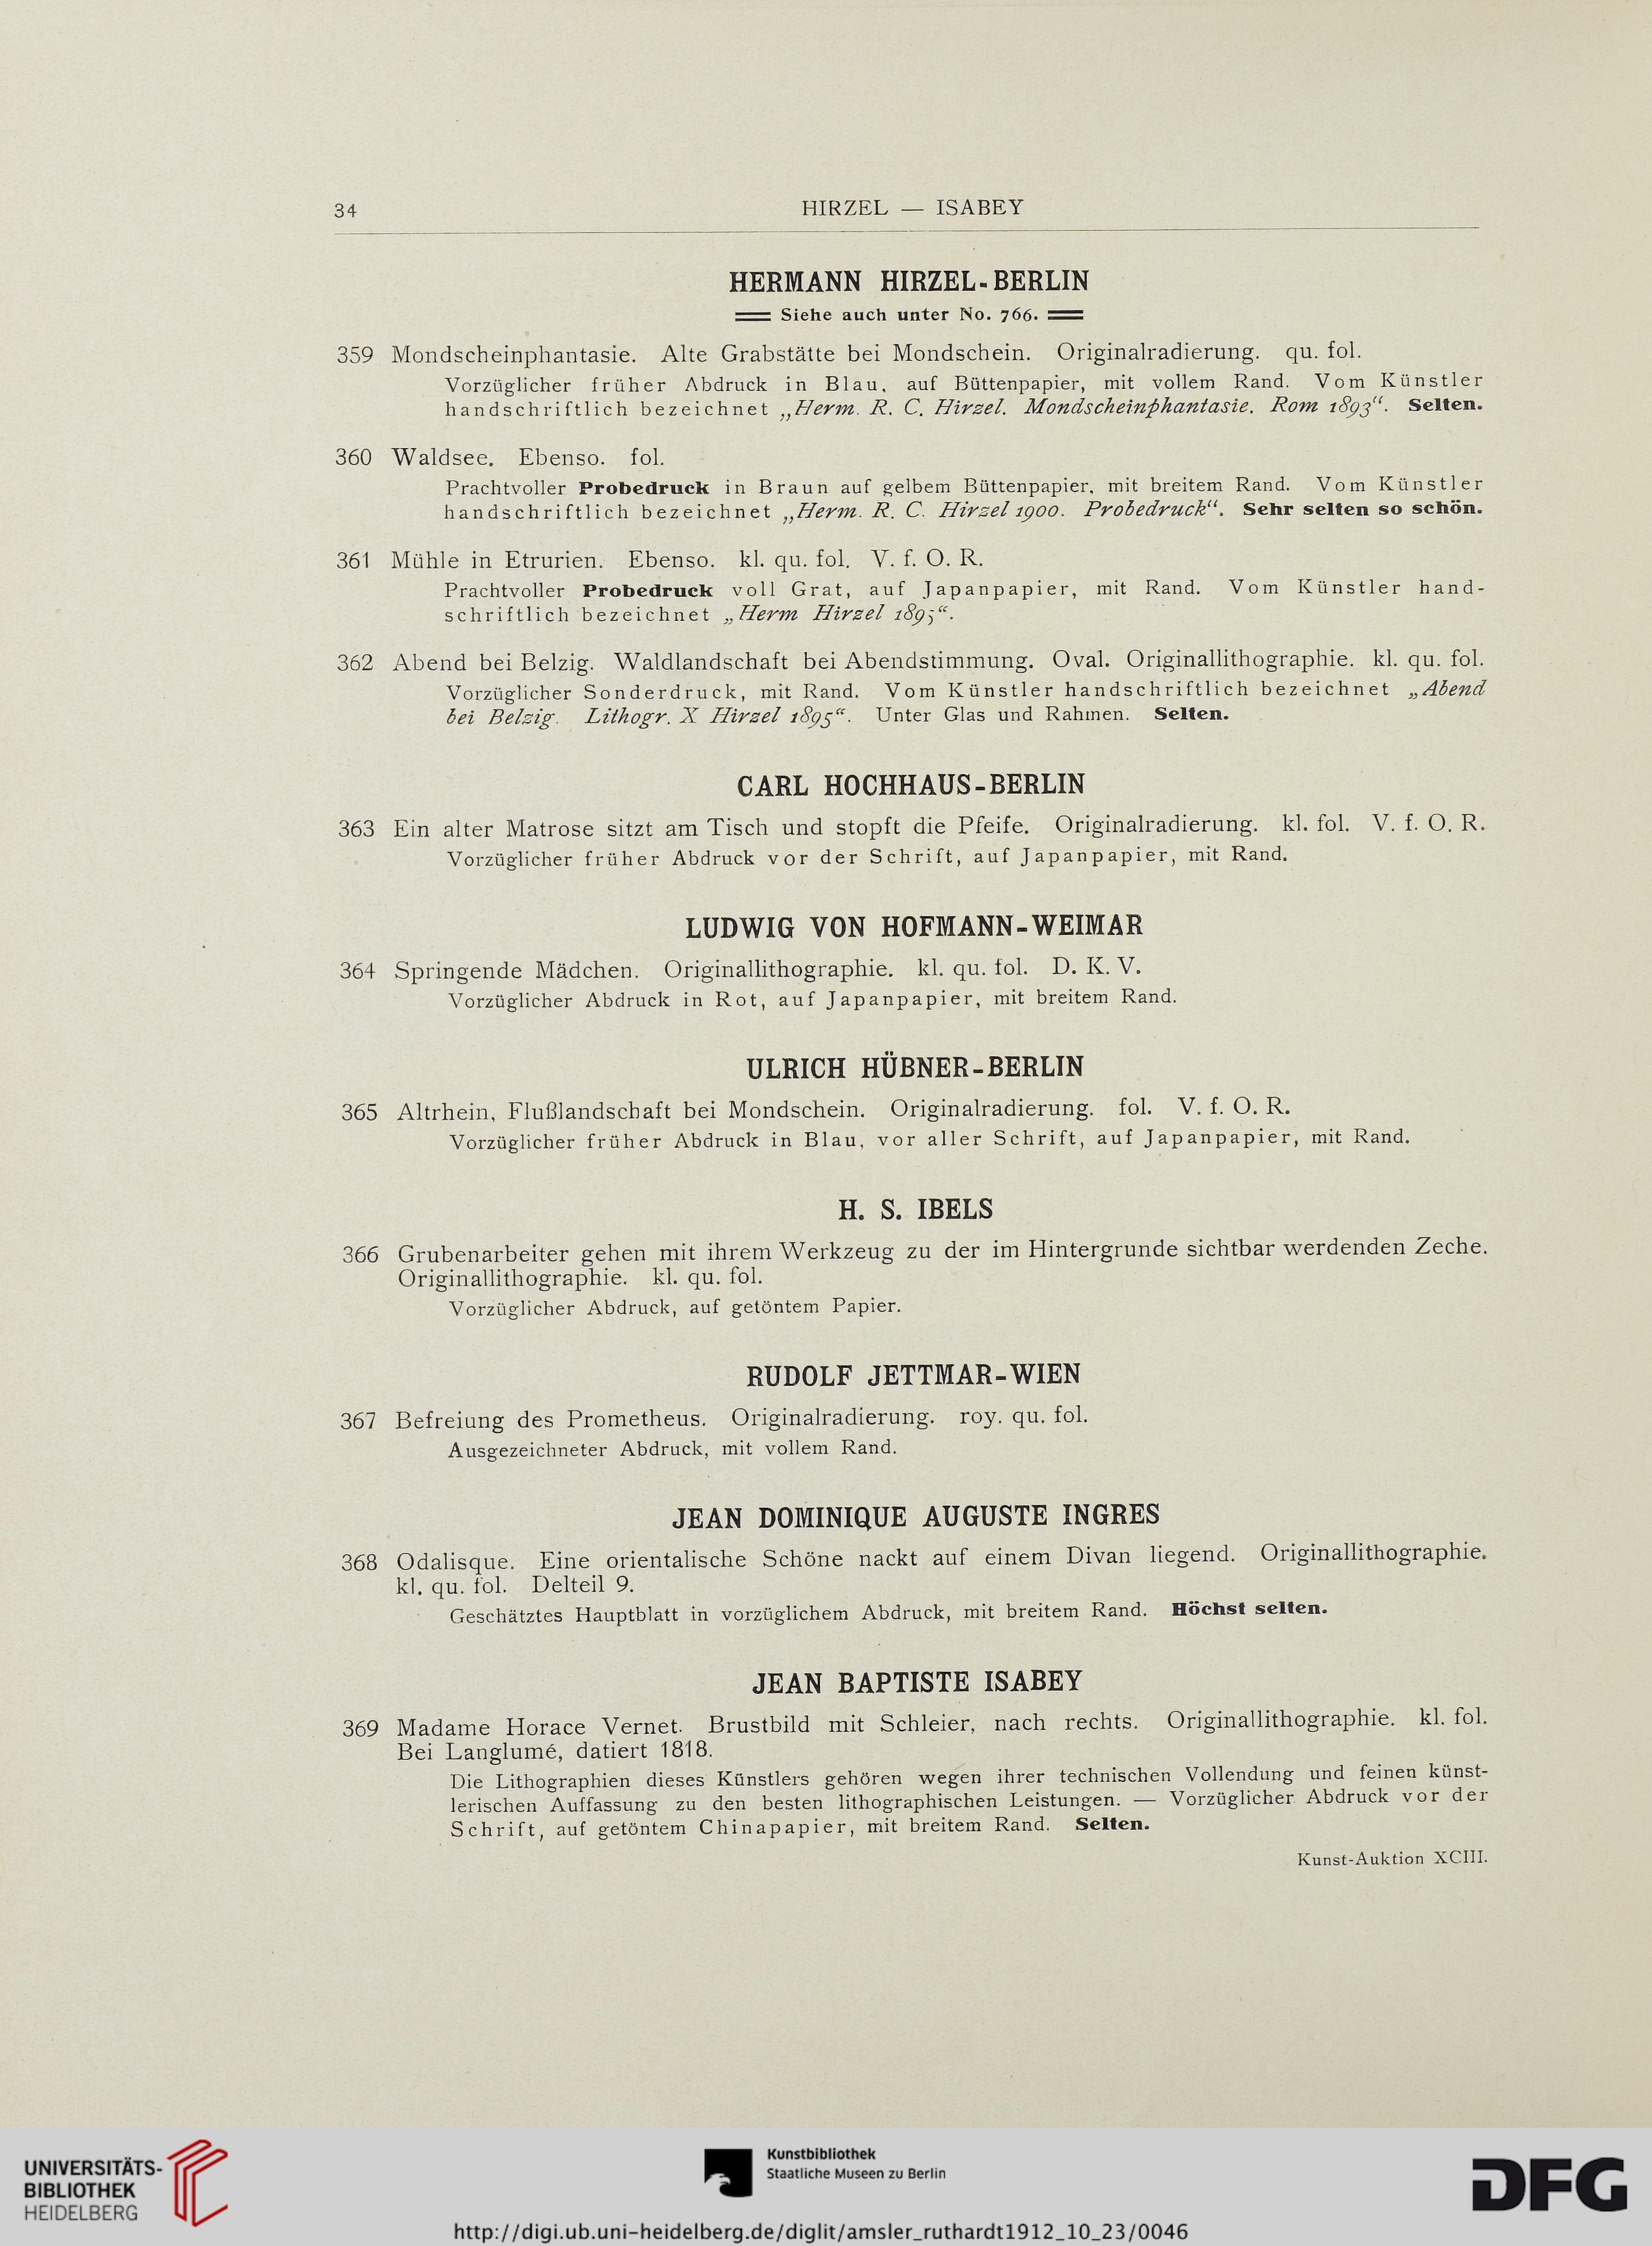 34
HIRZEL — ISABEY
HERMANN HIRZEL-BERLIN
Siehe auch unter No. 766.
359 Mondscheinphantasie. Alte Grabstätte bei Mondschein. Originalradierung. qu. fol.
Vorzüglicher früher Abdruck in Blau, auf Büttenpapier, mit vollem Rand. Vom Künstler
handschriftlich bezeichnet „Herm. R. C. Hirzel. Mondscheinphantasie. Rom 1893“. Selten.
360 Waldsee. Ebenso. fol.
Prachtvoller Probedruck in Braun auf gelbem Büttenpapier, mit breitem Rand. Vom Künstler
handschriftlich bezeichnet „Herm. R. C. Hirzel 1900. Probedruck“. Sehr selten so schön.
361 Mühle in Etrurien. Ebenso. kl. qu. fol. V. f. O. R.
Prachtvoller Probedruck voll Grat, auf Japanpapier, mit Rand. Vom Künstler hand-
schriftlich bezeichnet „Herm Hirzel 1895“.
362 Abend bei Belzig. Waldlandschaft bei Abendstimmung. Oval. Originallithographie. kl. qu. fol.
Vorzüglicher Sonderdruck, mit Rand. Vom Künstler handschriftlich bezeichnet „Abend
bei Belzig. Lithogr. X Hirzel 1895“. Unter Glas und Rahmen. Selten.
CARL HOCHHAUS-BERLIN
363 Ein alter Matrose sitzt am Tisch und stopft die Pfeife. Originalradierung. kl. fol. V. f. O. R.
Vorzüglicher früher Abdruck vor der Schrift, auf Japanpapier, mit Rand.
LUDWIG VON HOFMANN-WEIMAR
364 Springende Mädchen. Originallithographie. kl. qu. fol. D. K. V.
Vorzüglicher Abdruck in Rot, auf Japanpapier, mit breitem Rand.
ULRICH HÜBNER-BERLIN
365 Altrhein, Flußlandschaft bei Mondschein. Originalradierung. fol. V. f. O. R.
Vorzüglicher früher Abdruck in Blau, vor aller Schrift, auf Japanpapier, mit Rand.
H. S. IBELS
366 Grubenarbeiter gehen mit ihrem Werkzeug zu der im Hintergrunde sichtbar werdenden Zeche.
Originallithographie. kl. qu. fol.
Vorzüglicher Abdruck, auf getöntem Papier.
RUDOLF JETTMAR-WIEN
367 Befreiung des Prometheus. Originalradierung. roy. qu. fol.
Ausgezeichneter Abdruck, mit vollem Rand.
JEAN DOMINIQUE AUGUSTE INGRES
368 Odalisque. Eine orientalische Schöne nackt auf einem Divan liegend. Originallithographie.
kl. qu. fol. Delteil 9.
Geschätztes Hauptblatt in vorzüglichem Abdruck, mit breitem Rand. Höchst selten.
JEAN BAPTISTE ISABEY
369 Madame Horace Vernet. Brustbild mit Schleier, nach rechts. Originallithographie. kl. fol.
Bei Langlumé, datiert 1818.
Die Lithographien dieses Künstlers gehören wegen ihrer technischen Vollendung und feinen künst-
lerischen Auffassung zu den besten lithographischen Leistungen. — Vorzüglicher Abdruck vor der
Schrift, auf getöntem Chinapapier, mit breitem Rand. Selten.
Kunst-Auktion XCIII.
UNIVERSITÄTS-
BIBLIOTHEK
HEIDELBERG
Kunstbibliothek
Staatliche Museen zu Berlin
DFG
http://digi.ub.uni-heidelberg.de/diglit/amsler_ruthardt1912_10_23/0046